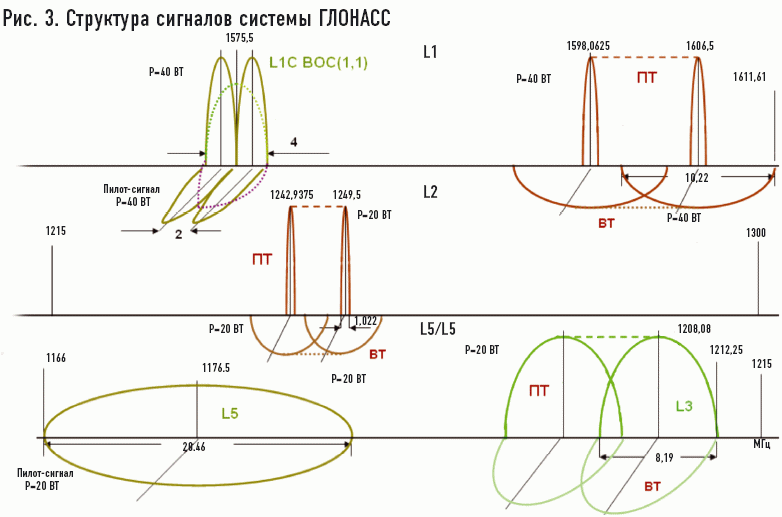 Рис. 3. Структура сигналов системы ГЛОНАСС
1575,5
L1
1598,0625
1606,5
L1C BOC(1,1)
P=40 ВТ
P=40 ВТ
ПТ
1611,61
4
Пилот-сигнал
P=40 ВТ
2
L2
10,22
ВТ
P=40 ВТ
1242,9375
1249,5
P=20 ВТ
1215
1300
ПТ
P=20 ВТ
1,022
ВТ
P=20 ВТ
L5/L5
1166
1176.5
P=20 ВТ
1208,08
1212,25
1215
L5
ПТ
L3
28.46
МГц
Пилот-сигнал
P=20 ВТ
8,19
ВТ